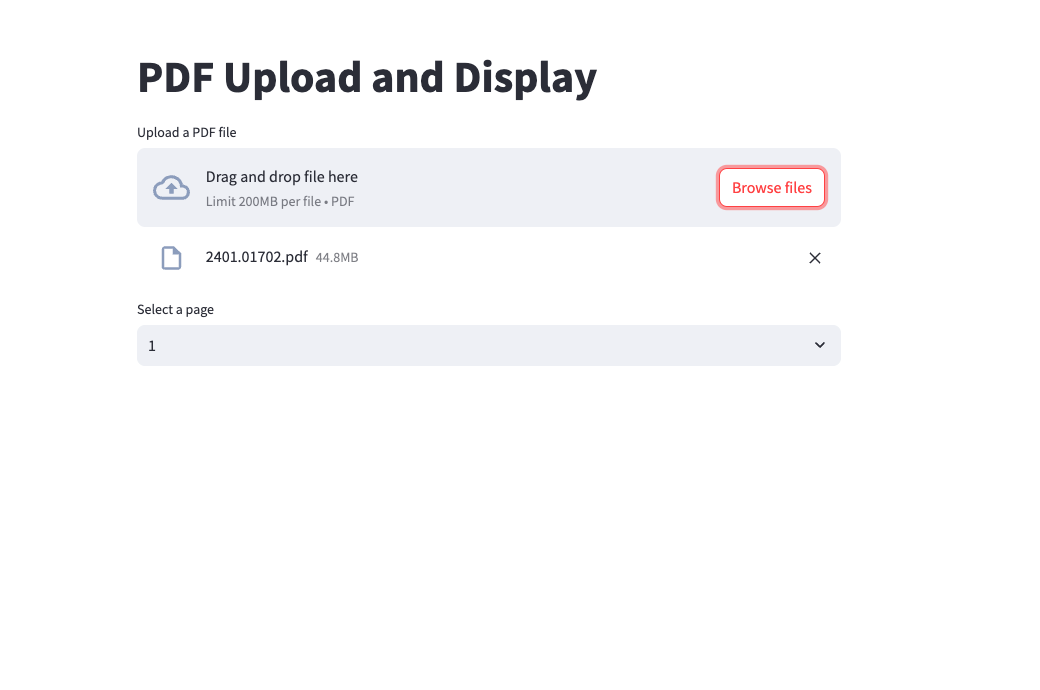 PDF Upload and Display
Upload a PDF file
Drag and drop file here
Limit 200MB per file • PDF
Browse files
2401.01702.pdf 44.8MB
Select a page
1